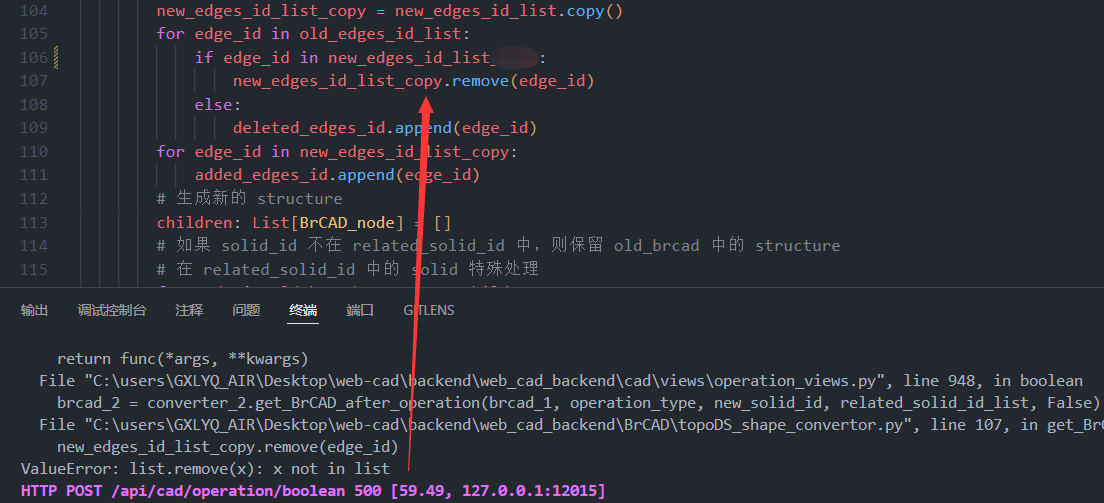 104 new_edges_id_list_copy = new_edges_id_list.copy()
105 for edge_id in old_edges_id_list:
106 if edge_id in new_edges_id_list :
107 new_edges_id_list_copy.remove(edge_id)
108 else:
109 deleted_edges_id.append(edge_id)
110 for edge_id in new_edges_id_list_copy:
111 added_edges_id.append(edge_id)
112 # 生成新的 structure
113 children: List[BrCAD_node] = []
114 # 如果 solid_id 不在 related_solid_id 中，则保留 old_brcad 中的 structure
115 # 在 related_solid_id 中的 solid 特殊处理
输出 调试控制台 注释 问题 终端 端口 GITLENS
return func(*args, **kwargs)
File "C:\users\GXLYQ_AIR\Desktop\web-cad\backend\web_cad_backend\cad\views\operation_views.py", line 948, in boolean
brcad_2 = converter_2.get_BrCAD_after_operation(brcad_1, operation_type, new_solid_id, related_solid_id_list, False)
File "C:\users\GXLYQ_AIR\Desktop\web-cad\backend\web_cad_backend\BrCAD\topoDS_shape_convertor.py", line 107, in get_BrC
new_edges_id_list_copy.remove(edge_id)
ValueError: list.remove(x): x not in list
HTTP POST /api/cad/operation/boolean 500 [59.49, 127.0.0.1:12015]